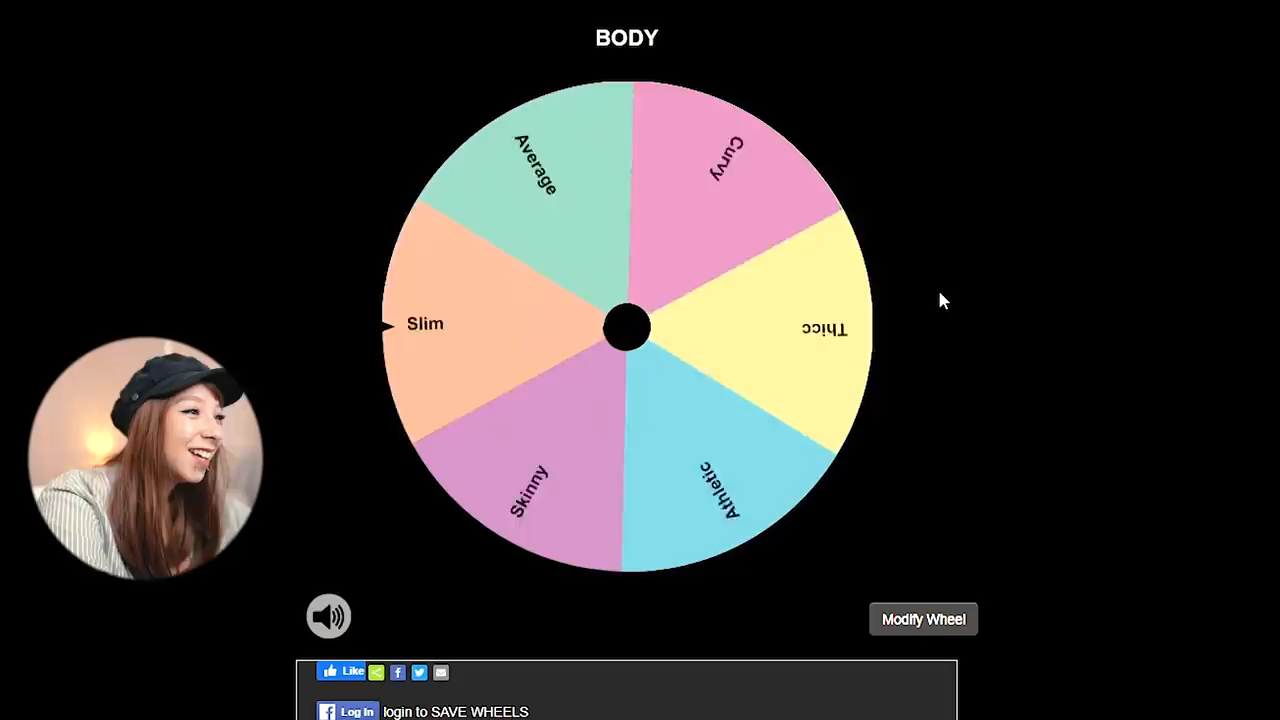 BODY
Average
Curvy
Slim
Thicc
Skinny
Athletic
Modify Wheel
Like
Log In login to SAVE WHEELS